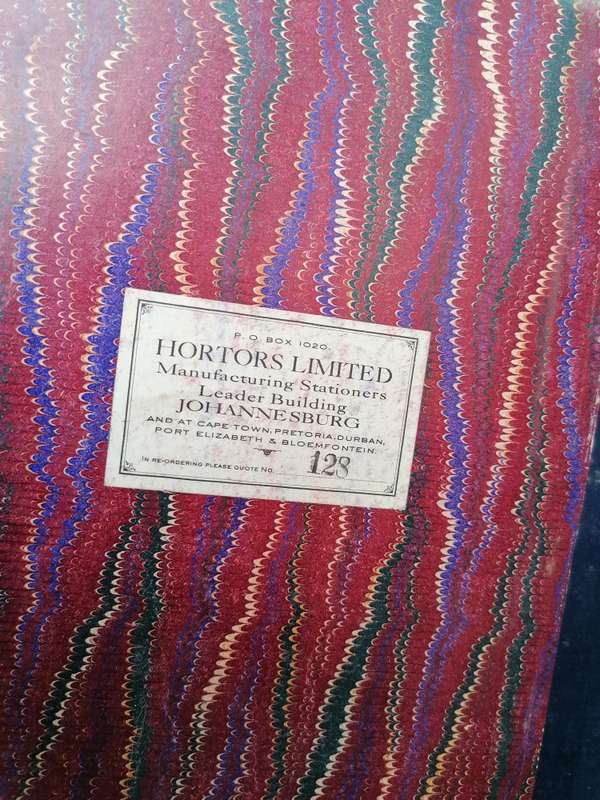 P.O. BOX 1020.
HORTORS LIMITED
Manufacturing Stationers
Leader Building
JOHANNESBURG
AND AT CAPE TOWN, PRETORIA, DURBAN,
PORT ELIZABETH & BLOEMFONTEIN.
IN RE-ORDERING PLEASE QUOTE NO. 128